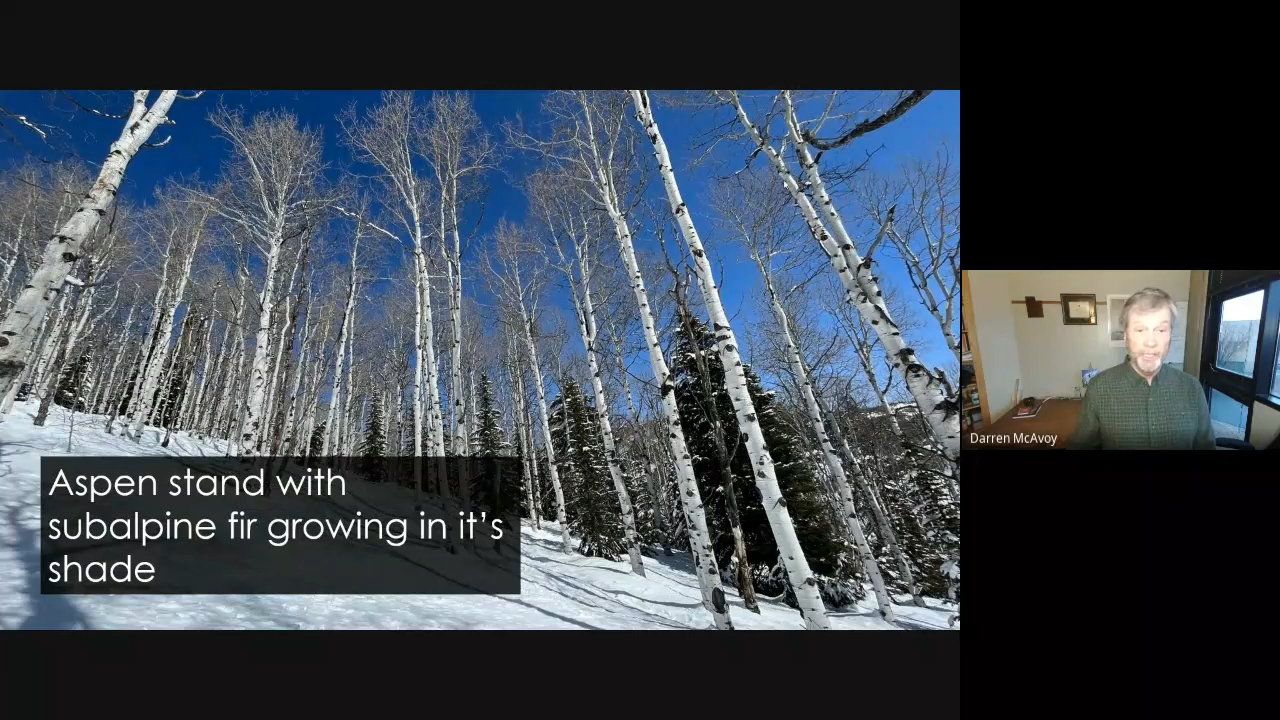 Aspen stand with
subalpine fir growing in it's
shade
Darren McAvoy